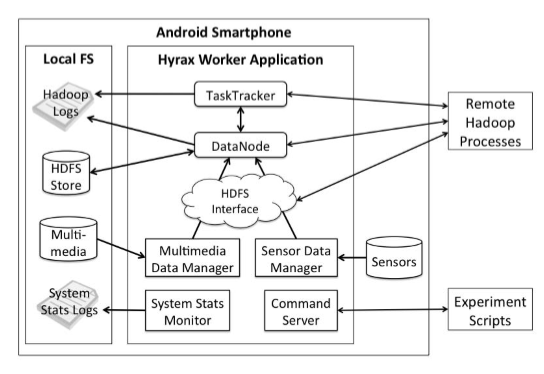 Android Smartphone
Local FS
Hyrax Worker Application
Hadoop
Logs
TaskTracker
Remote
Hadoop
Processes
DataNode
HDFS
Store
HDFS
Interface
Multi-
media
Multimedia
Data Manager
Sensor Data
Manager
Sensors
System
Stats Logs
System Stats
Monitor
Command
Server
Experiment
Scripts